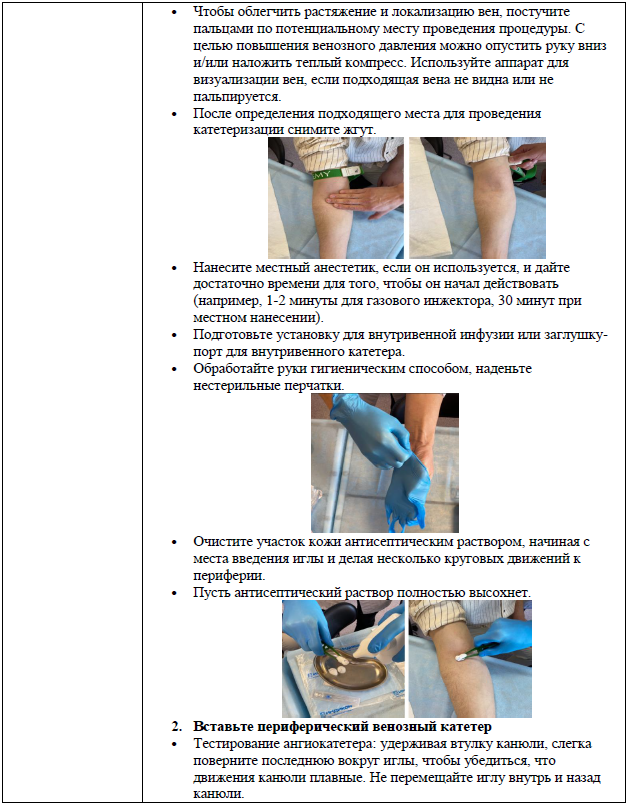 • Чтобы облегчить растяжение и локализацию вен, постучите
пальцами по потенциальному месту проведения процедуры. С
целью повышения венозного давления можно опустить руку вниз
и/или наложить теплый компресс. Используйте аппарат для
визуализации вен, если подходящая вена не видна или не
пальпируется.
• После определения подходящего места для проведения
катетеризации снимите жгут.
• Нанесите местный анестетик, если он используется, и дайте
достаточно времени для того, чтобы он начал действовать
(например, 1-2 минуты для газового инжектора, 30 минут при
местном нанесении).
• Подготовьте установку для внутривенной инфузии или заглушку-
порт для внутривенного катетера.
• Обработайте руки гигиеническим способом, наденьте
нестерильные перчатки.
• Очистите участок кожи антисептическим раствором, начиная с
места введения иглы и делая несколько круговых движений к
периферии.
• Пусть антисептический раствор полностью высохнет.
2. Вставьте периферический венозный катетер
• Тестирование ангиокатетера: удерживая втулку канюли, слегка
поверните последнюю вокруг иглы, чтобы убедиться, что
движения канюли плавные. Не перемещайте иглу внутрь и назад
канюли.